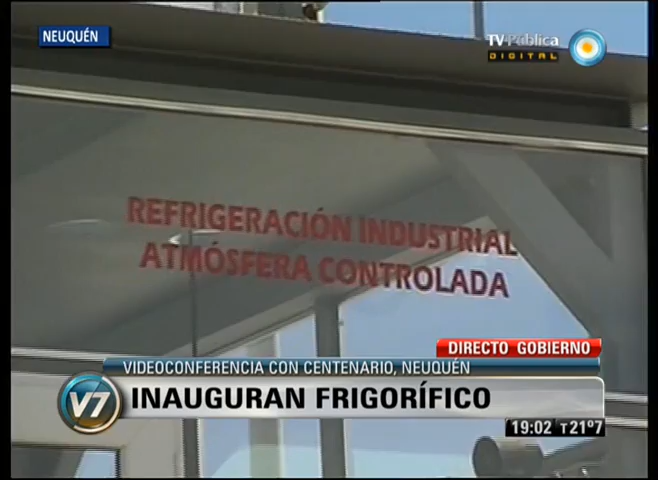 NEUQUÉN
TV Pública
DIGITAL
REFRIGERACIÓN INDUSTRIAL
ATMÓSFERA CONTROLADA
DIRECTO GOBIERNO
VIDEOCONFERENCIA CON CENTENARIO, NEUQUÉN
V7
INAUGURAN FRIGORÍFICO
19:02 T21°7